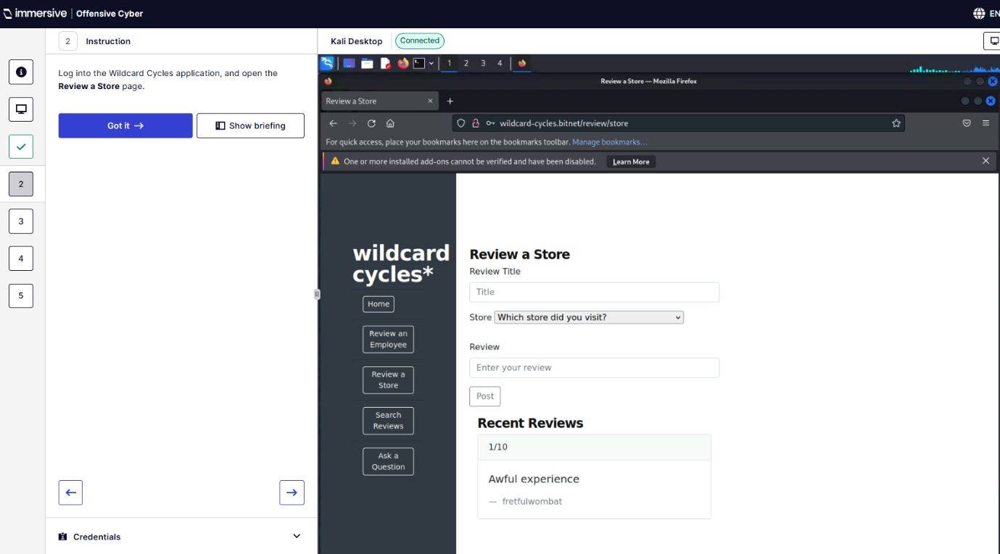 immersive | Offensive Cyber
EN
2 Instruction
Kali Desktop Connected
Log into the Wildcard Cycles application, and open the
Review a Store page.
Got it → Show briefing
2
3
4
5
Credentials
1 2 3 4
Review a Store — Mozilla Firefox
Review a Store
wildcard-cycles.bitnet/review/store
For quick access, place your bookmarks here on the bookmarks toolbar. Manage bookmarks…
One or more installed add-ons cannot be verified and have been disabled. Learn More
wildcard
cycles*
Home
Review an
Employee
Review a
Store
Search
Reviews
Ask a
Question
Review a Store
Review Title
Title
Store Which store did you visit?
Review
Enter your review
Post
Recent Reviews
1/10
Awful experience
— fretfulwombat